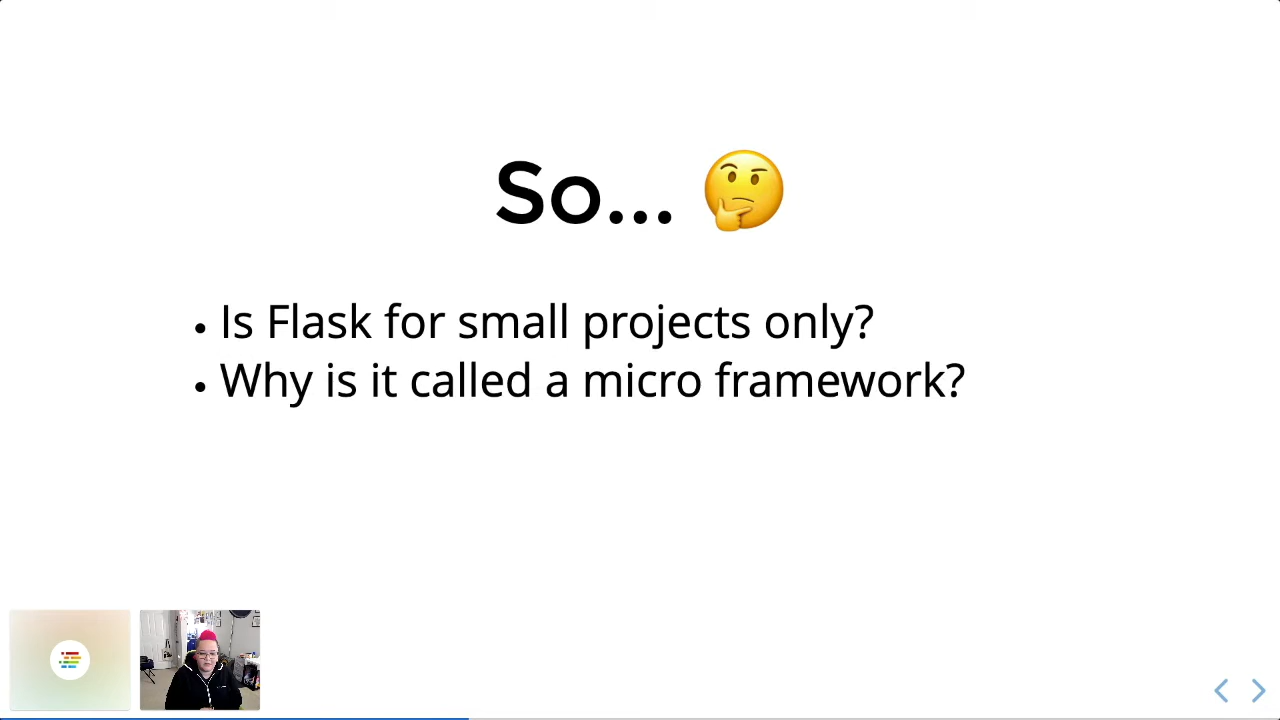 So... 🤔
Is Flask for small projects only?
Why is it called a micro framework?